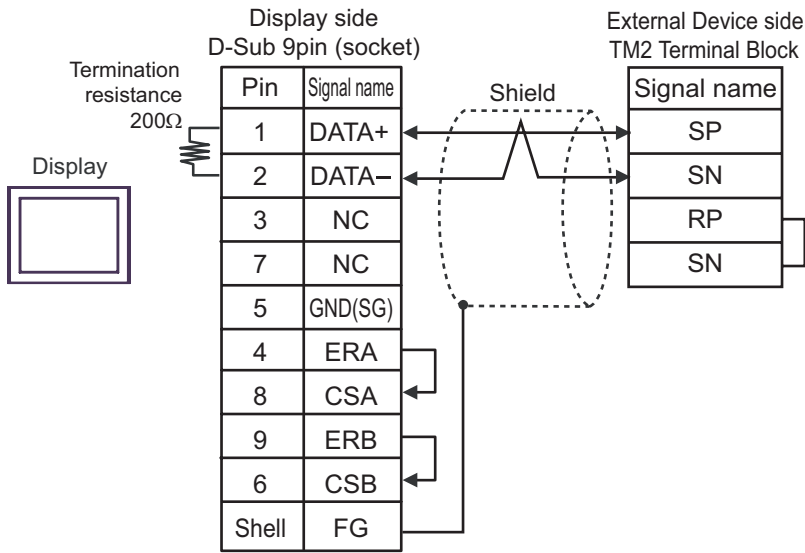 Display side
D-Sub 9pin (socket)
External Device side
TM2 Terminal Block
Termination
resistance
200Ω
Display
Shield
Pin Signal name
1 DATA+
2 DATA−
3 NC
7 NC
5 GND(SG)
4 ERA
8 CSA
9 ERB
6 CSB
Shell FG
Signal name
SP
SN
RP
SN